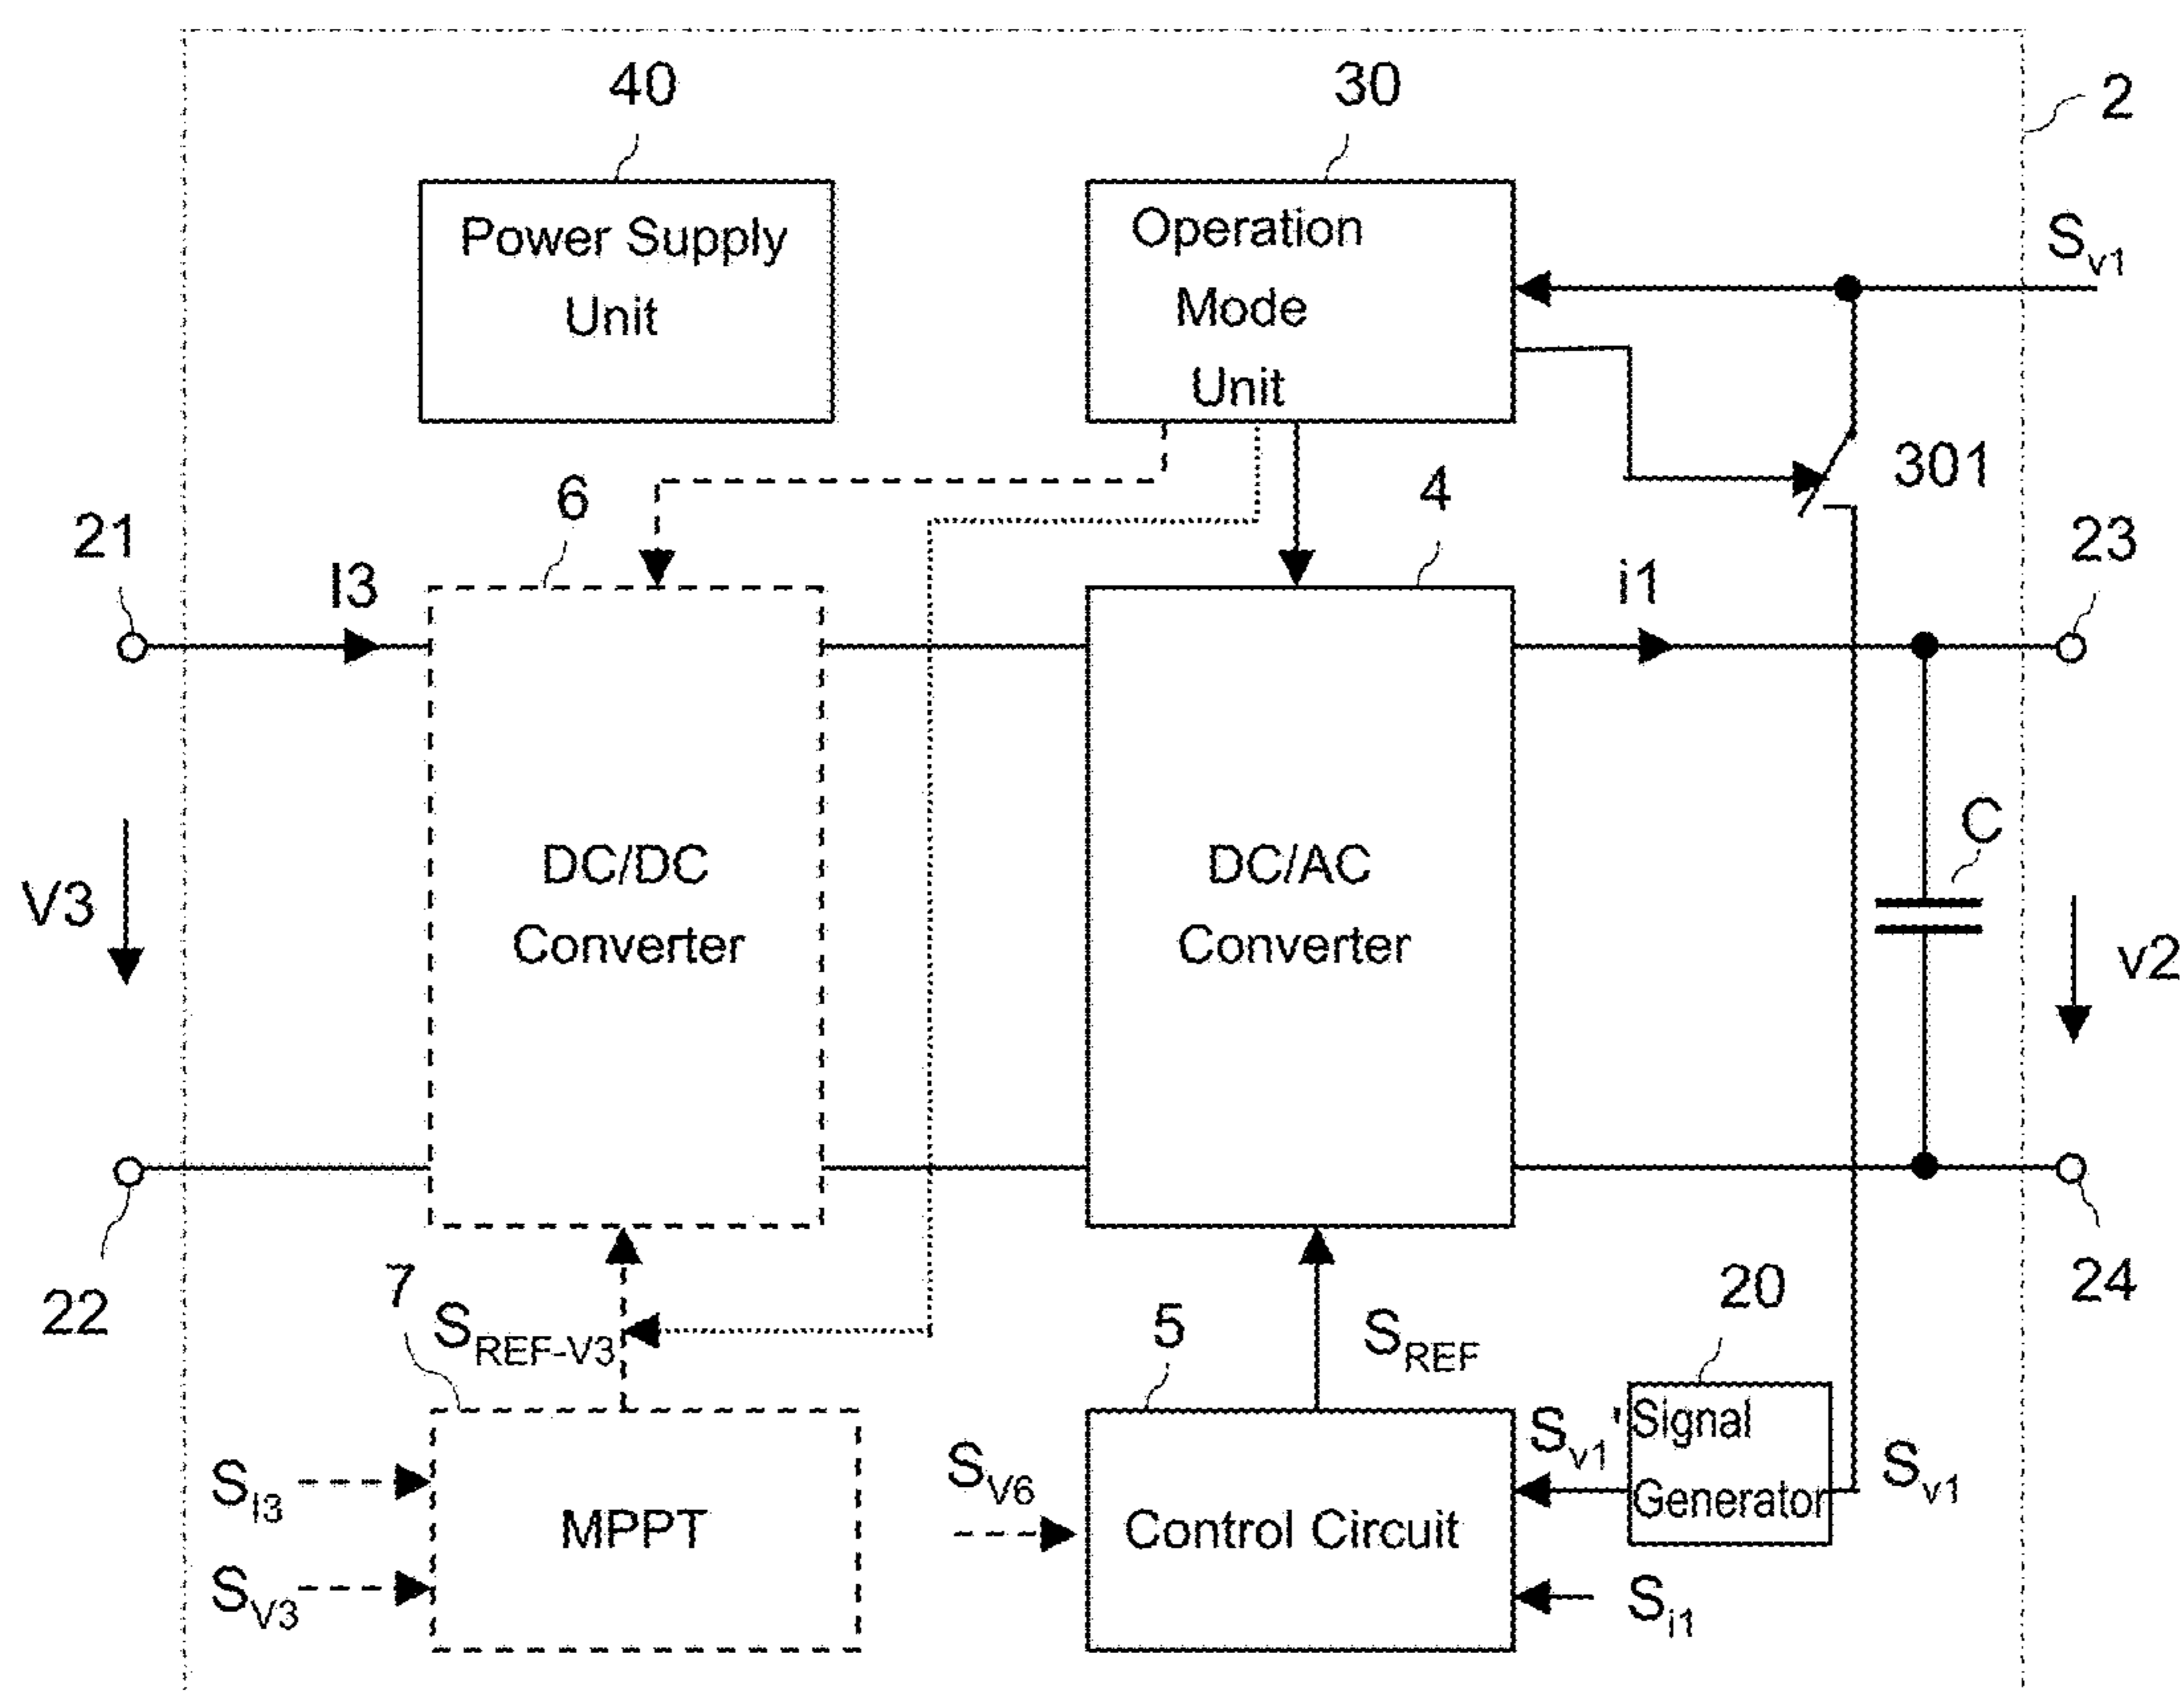 40
30
2
Power Supply
Unit
Operation
Mode
Unit
Sv1
301
6
4
21
I3
i1
23
DC/DC
Converter
DC/AC
Converter
C
V3
v2
22
7
SREF-V3
5
SREF
20
24
Signal
Generator
Sv1'
Sv1
SI3
SV3
MPPT
SV6
Control Circuit
Si1